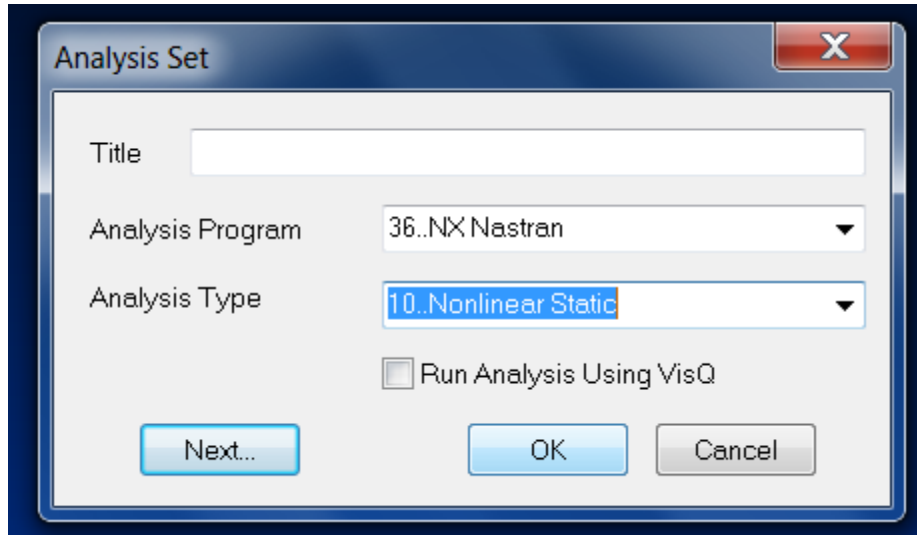 Analysis Set
X
Title
Analysis Program 36..NX Nastran
Analysis Type 10..Nonlinear Static
Run Analysis Using VisQ
Next... OK Cancel